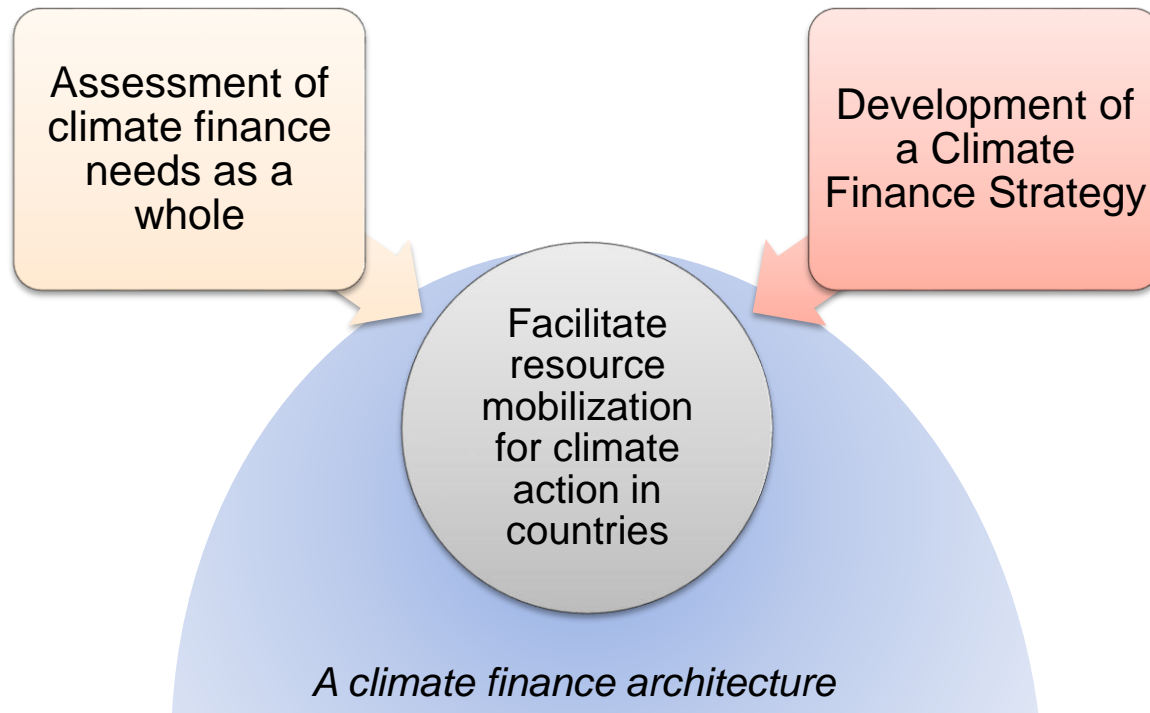 Assessment of
climate finance
needs as a
whole
Development of
a Climate
Finance Strategy
Facilitate
resource
mobilization
for climate
action in
countries
A climate finance architecture